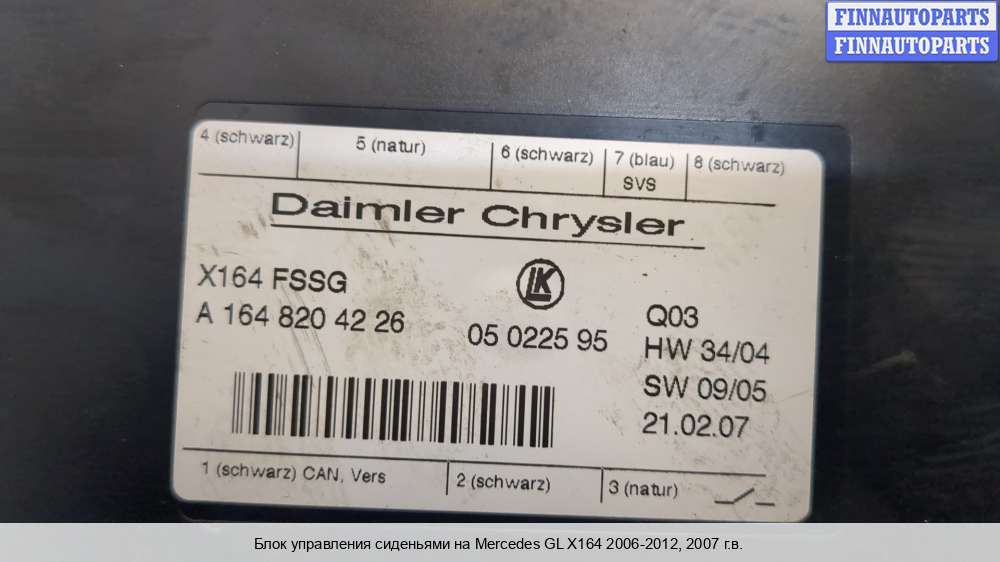 FINNAUTOPARTS
FINNAUTOPARTS
4 (schwarz) 5 (natur) 6 (schwarz) 7 (blau) 8 (schwarz)
SVS
Daimler Chrysler
X164 FSSG LK
A 164 820 42 26 05 0225 95 Q03
HW 34/04
SW 09/05
21.02.07
1 (schwarz) CAN, Vers 2 (schwarz) 3 (natur)
Блок управления сиденьями на Mercedes GL X164 2006-2012, 2007 г.в.